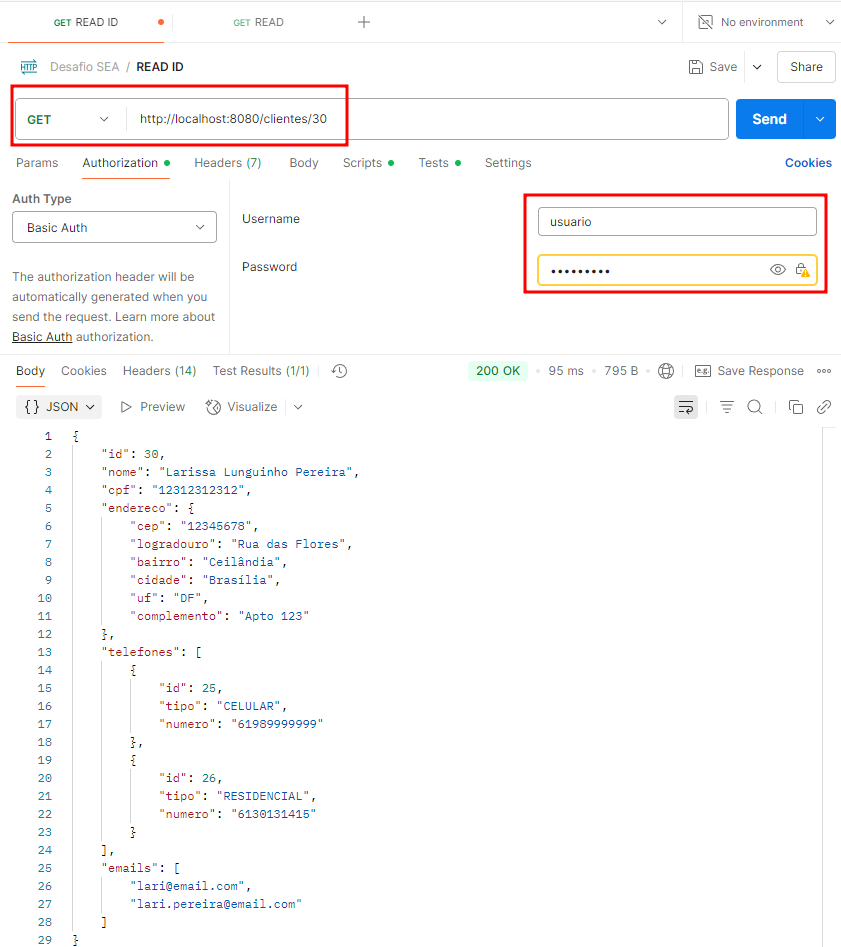 GET READ ID GET READ No environment
HTTP Desafio SEA / READ ID Save Share
GET http://localhost:8080/clientes/30 Send
Params Authorization Headers (7) Body Scripts Tests Settings Cookies
Auth Type
Basic Auth
Username usuario
Password •••••••••
The authorization header will be
automatically generated when you
send the request. Learn more about
Basic Auth authorization.
Body Cookies Headers (14) Test Results (1/1) 200 OK • 95 ms • 795 B • e.g. Save Response
{} JSON Preview Visualize
1 {
2 "id": 30,
3 "nome": "Larissa Lunguinho Pereira",
4 "cpf": "12312312312",
5 "endereco": {
6 "cep": "12345678",
7 "logradouro": "Rua das Flores",
8 "bairro": "Ceilândia",
9 "cidade": "Brasília",
10 "uf": "DF",
11 "complemento": "Apto 123"
12 },
13 "telefones": [
14 {
15 "id": 25,
16 "tipo": "CELULAR",
17 "numero": "61989999999"
18 },
19 {
20 "id": 26,
21 "tipo": "RESIDENCIAL",
22 "numero": "6130131415"
23 }
24 ],
25 "emails": [
26 "lari@email.com",
27 "lari.pereira@email.com"
28 ]
29 }